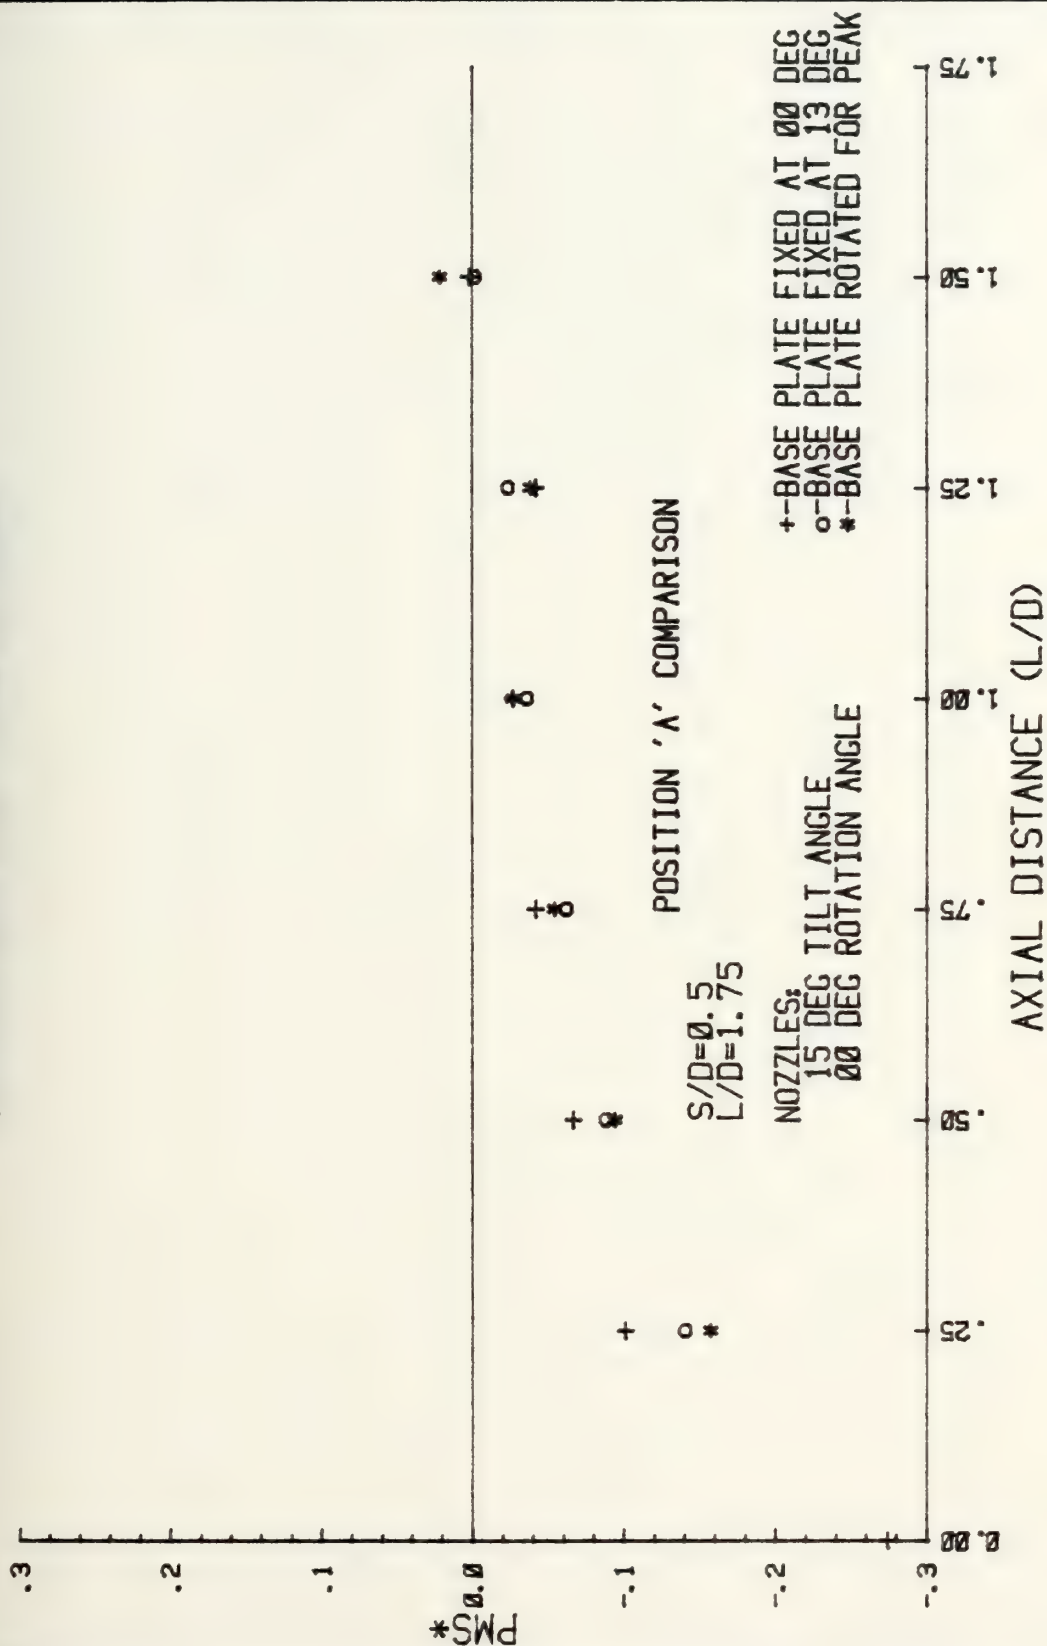 .3
.2
.1
0.0
-.1
-.2
-.3
PMS*
0.00
.25
.50
.75
1.00
1.25
1.50
1.75
AXIAL DISTANCE (L/D)
POSITION 'A' COMPARISON
S/D=0.5
L/D=1.75
NOZZLES:
15 DEG TILT ANGLE
00 DEG ROTATION ANGLE
+-BASE PLATE FIXED AT 00 DEG
o-BASE PLATE FIXED AT 13 DEG
*-BASE PLATE ROTATED FOR PEAK